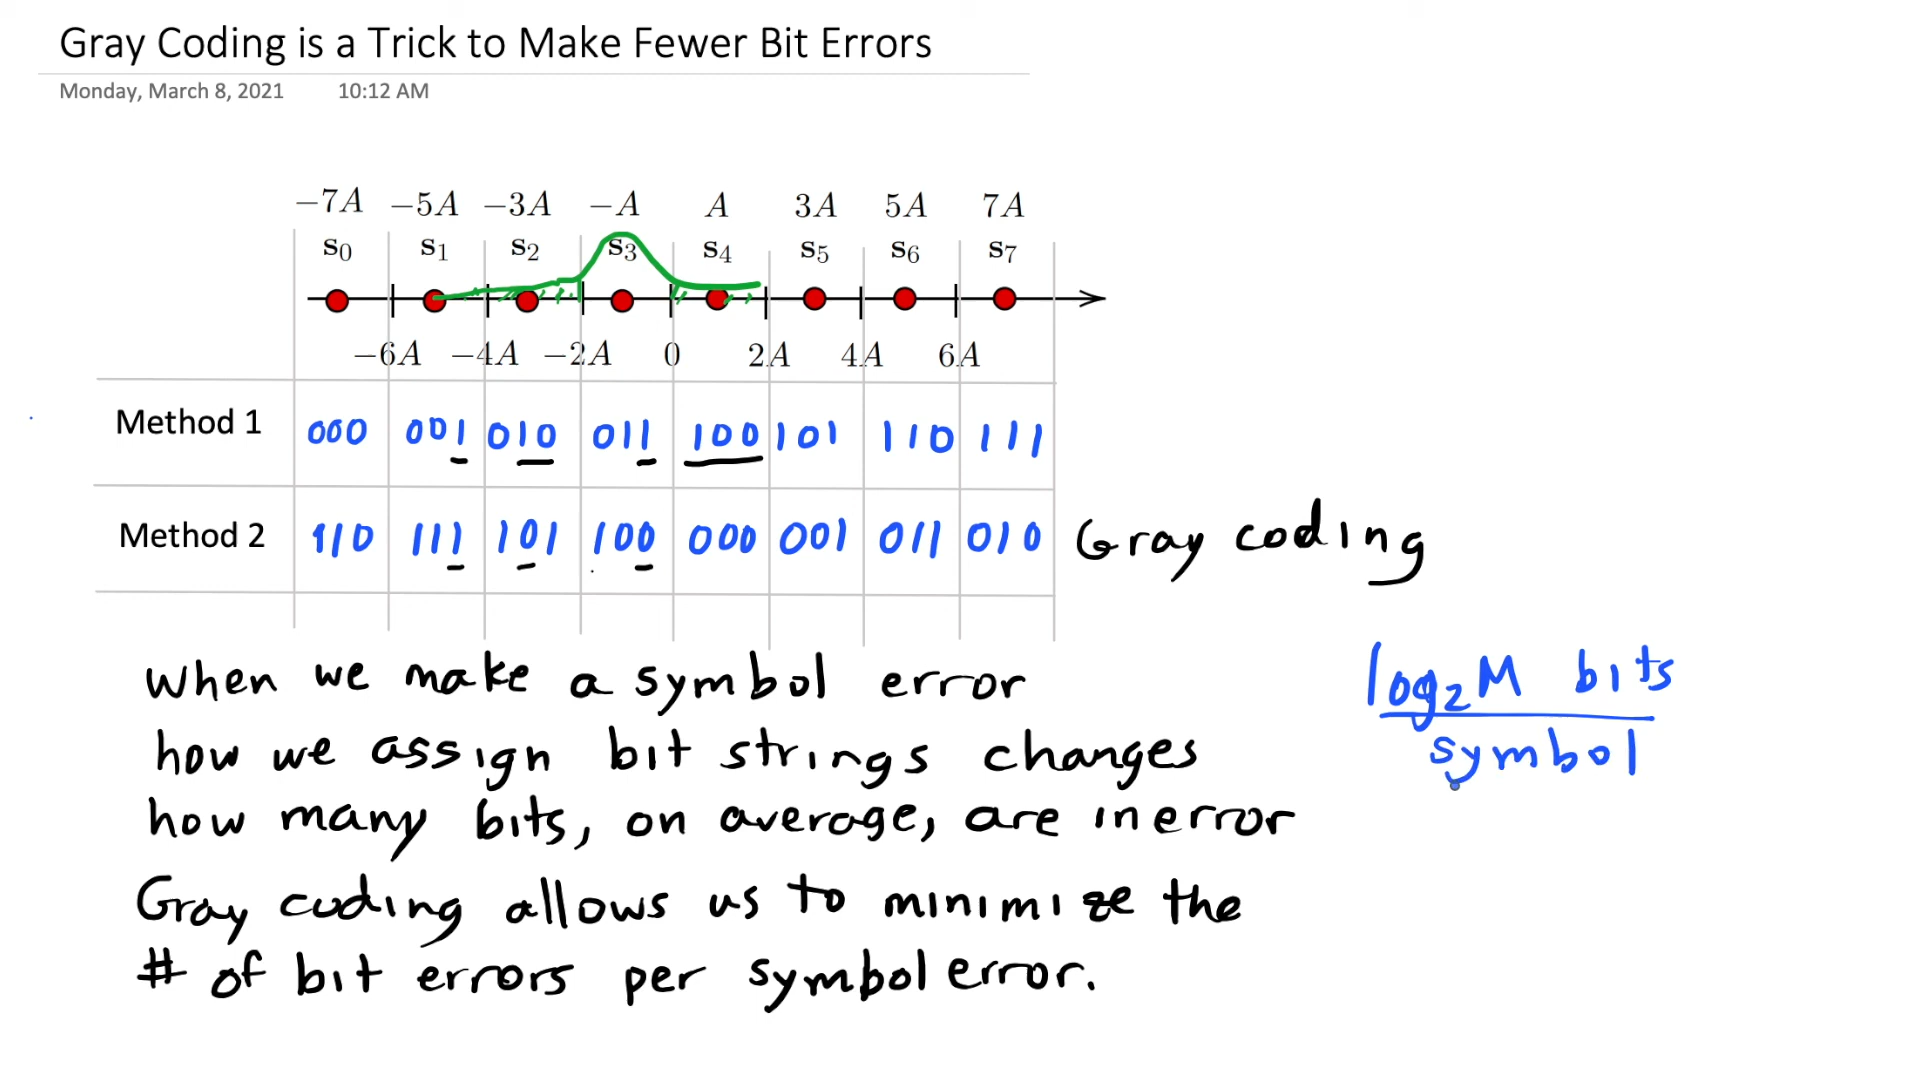 Gray Coding is a Trick to Make Fewer Bit Errors
Monday, March 8, 2021 10:12 AM
−7A −5A −3A −A A 3A 5A 7A
s0 s1 s2 s3 s4 s5 s6 s7
−6A −4A −2A 0 2A 4A 6A
Method 1 000 001 010 011 100 101 110 111
Method 2 110 111 101 100 000 001 011 010 Gray coding
when we make a symbol error
how we assign bit strings changes
how many bits, on average, are in error
Gray coding allows us to minimize the
# of bit errors per symbol error.
log2M bits
symbol